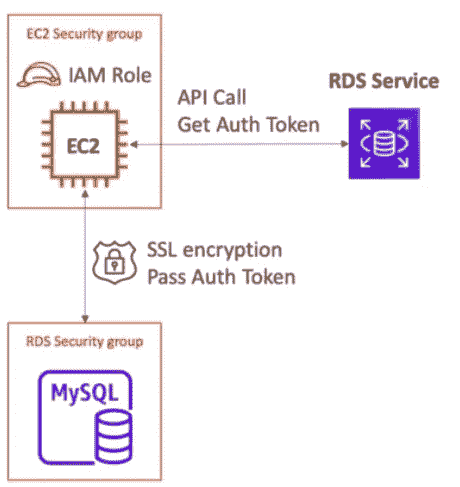 EC2 Security group
IAM Role
EC2
API Call
Get Auth Token
RDS Service
SSL encryption
Pass Auth Token
RDS Security group
MySQL